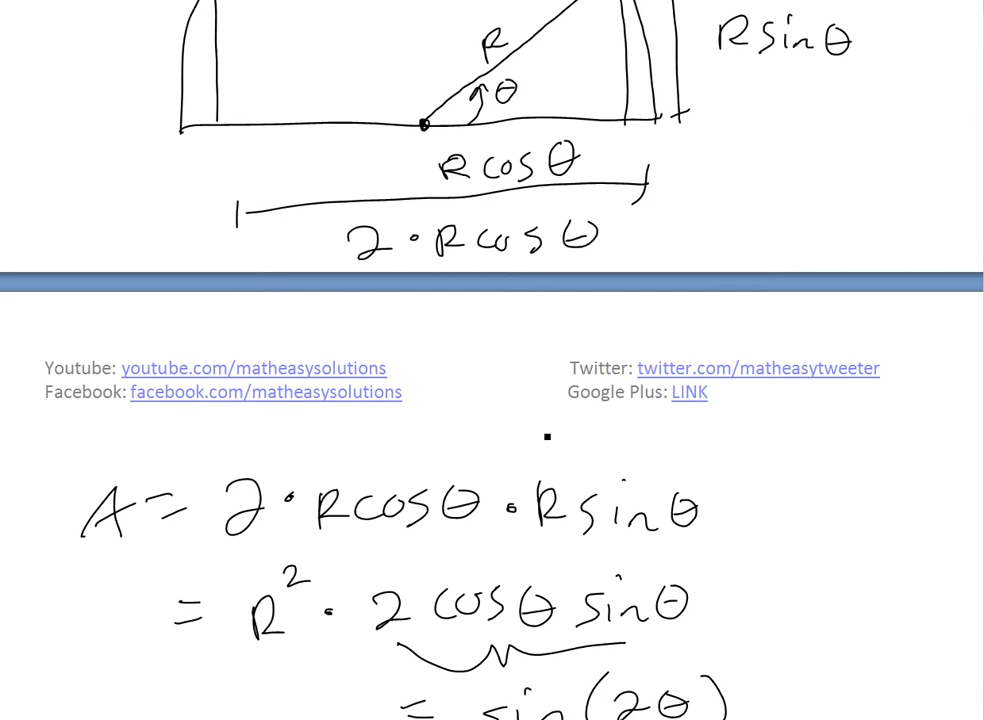 R
R sin θ
θ
R cos θ
2 · R cos θ
Youtube: youtube.com/matheasysolutions
Twitter: twitter.com/matheasytweeter
Facebook: facebook.com/matheasysolutions
Google Plus: LINK
A = 2 · R cos θ · R sin θ
= R² · 2 cos θ sin θ
= sin(2θ)